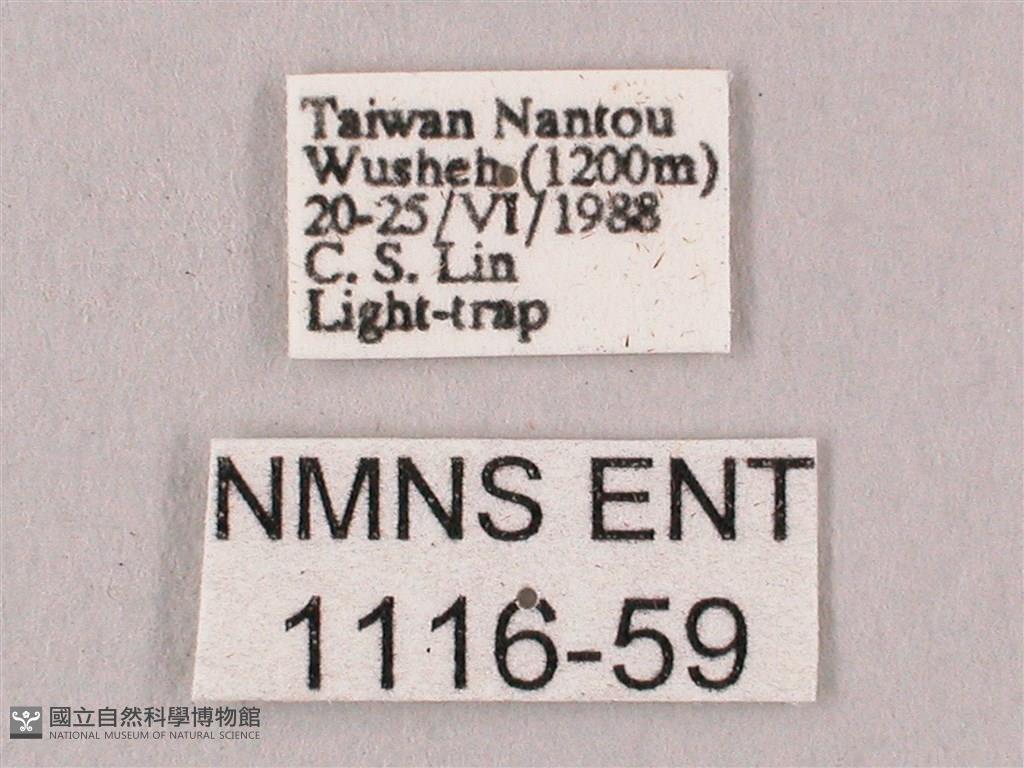 Taiwan Nantou
Wusheh (1200m)
20-25/VI/1988
C. S. Lin
Light-trap
NMNS ENT
1116-59
國立自然科學博物館
NATIONAL MUSEUM OF NATURAL SCIENCE